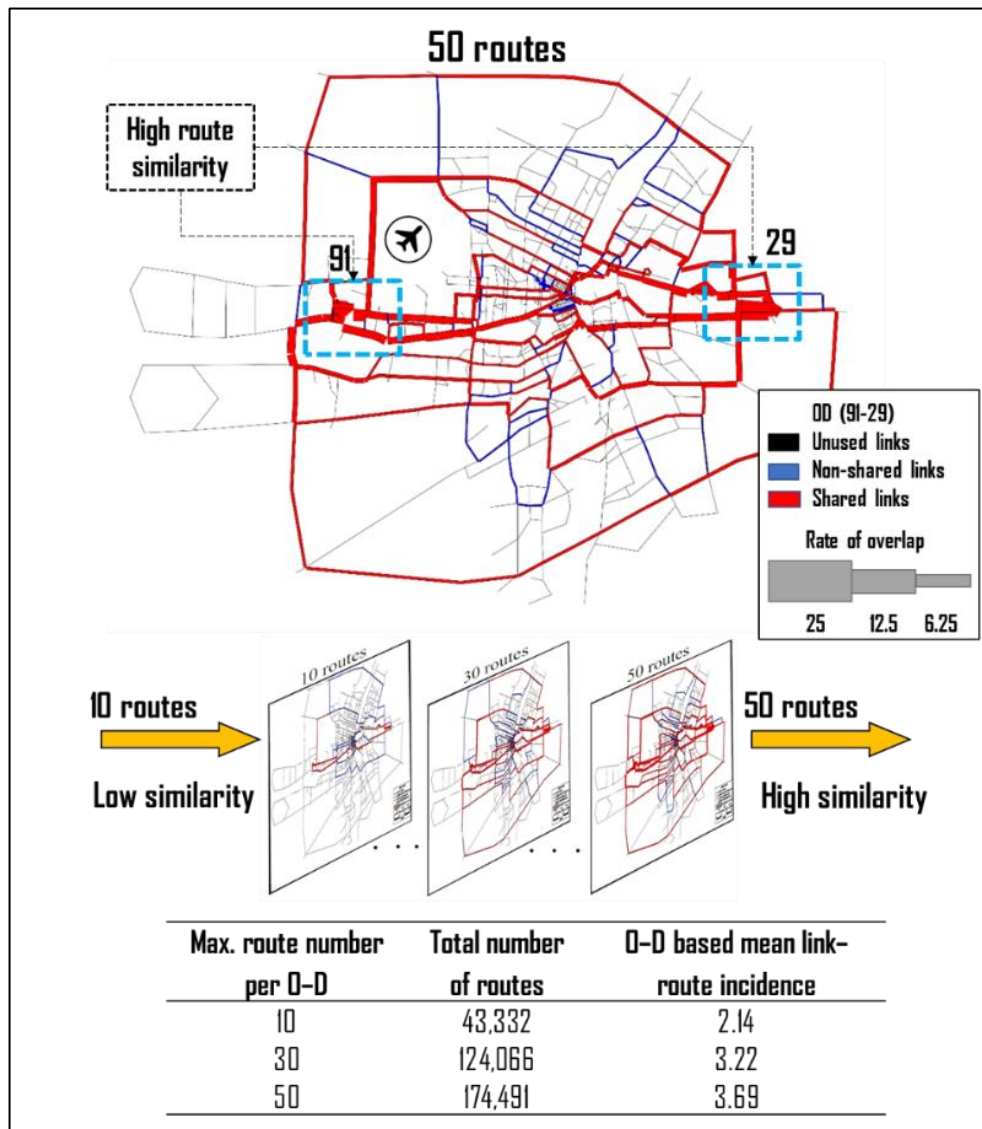 50 routes
High route
similarity
91
29
OD (91-29)
Unused links
Non-shared links
Shared links
Rate of overlap
25 12.5 6.25
10 routes
30 routes
50 routes
10 routes
50 routes
Low similarity
High similarity
. . .
. . .
Max. route number per O-D Total number of routes O-D based mean link-route incidence
10 43,332 2.14
30 124,066 3.22
50 174,491 3.69